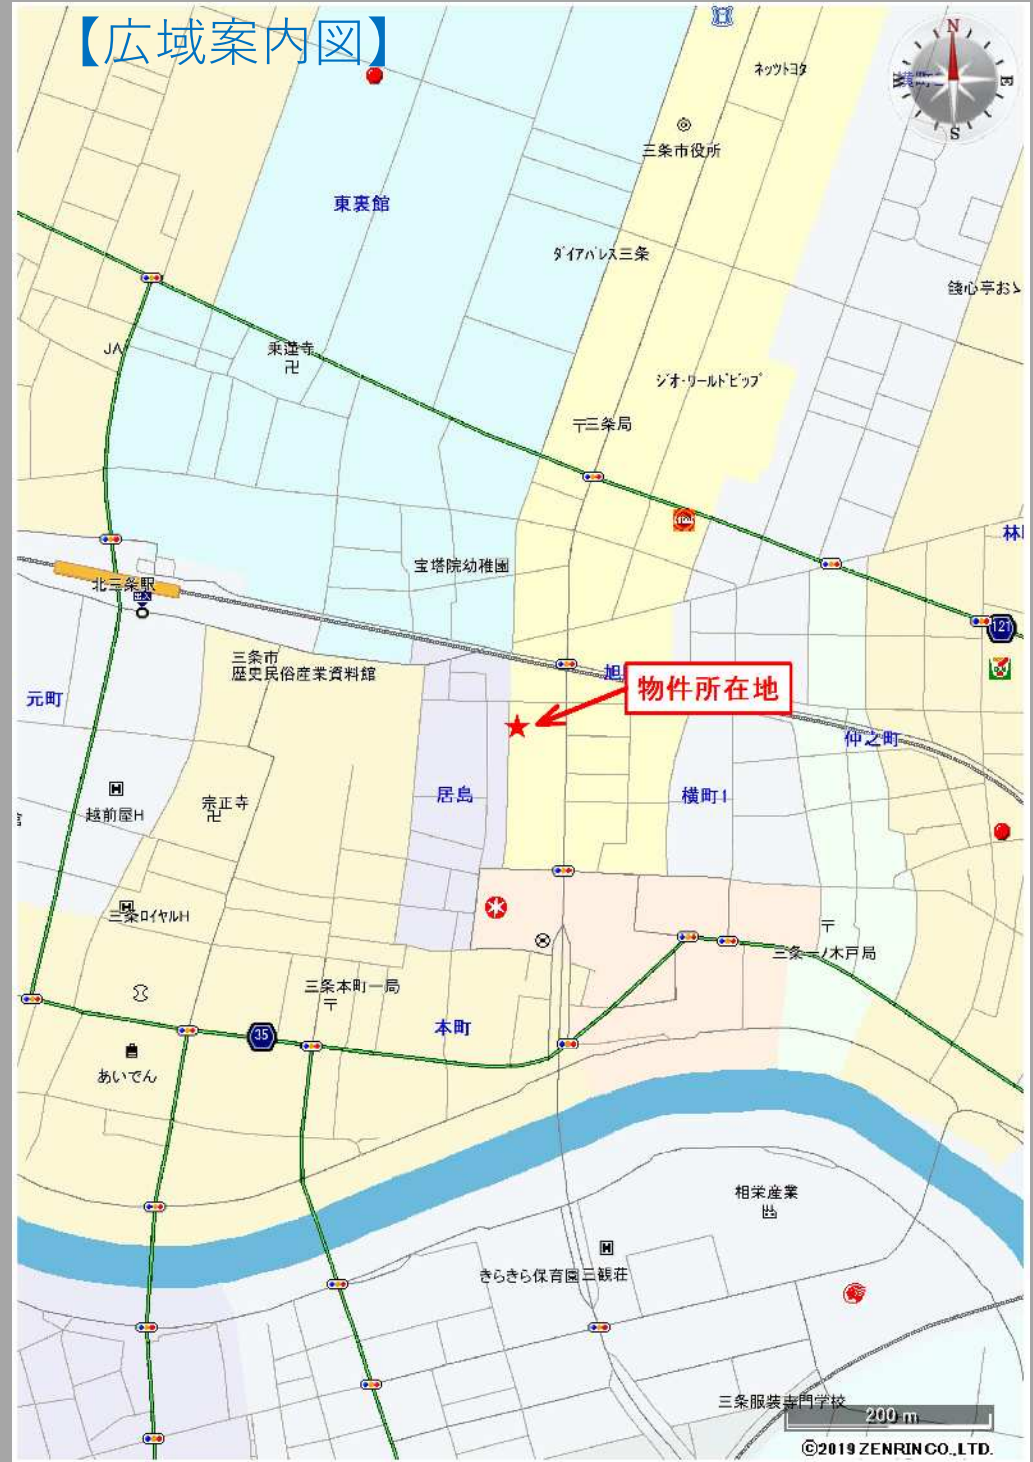 【広域案内図】
N
W
E
S
ネッツトヨタ
三条市役所
東裏館
ダイアパレス三条
JA
乗蓮寺
卍
ジオ・ワールドビップ
〒三条局
宝塔院幼稚園
北三条駅
出入
121
三条市
歴史民俗産業資料館
元町
物件所在地
仲之町
居島
横町1
H
越前屋H
宗正寺
卍
H
三条ロイヤルH
〒
三条一ノ木戸局
三条本町一局
〒
本町
35
あいでん
相栄産業
H
きらきら保育園
三観荘
三条服装専門学校
200 m
©2019 ZENRIN CO., LTD.